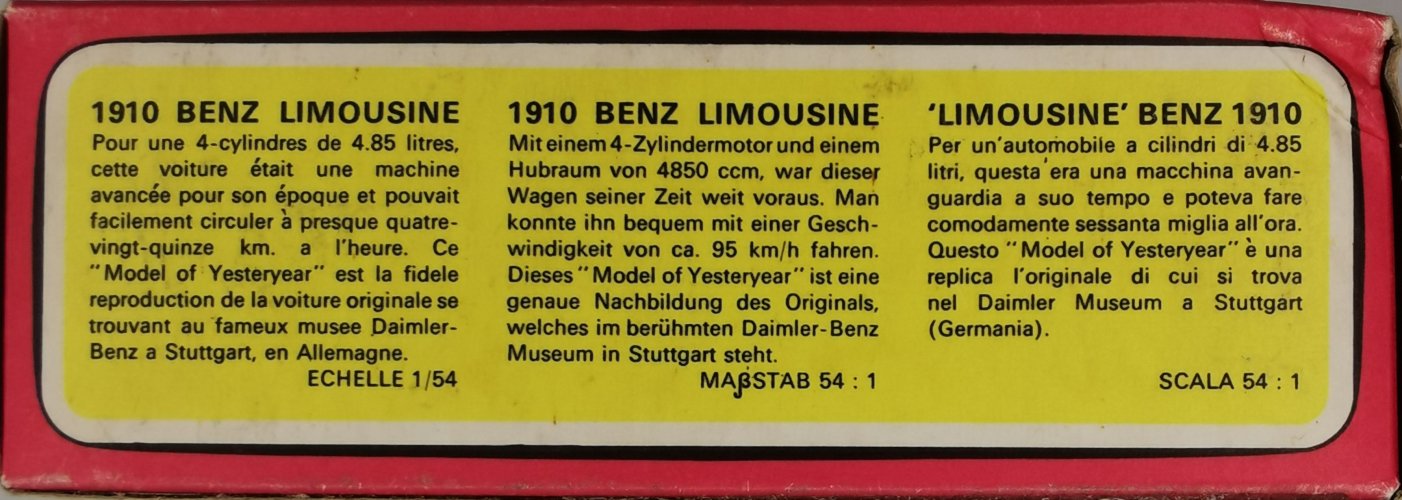 1910 BENZ LIMOUSINE
Pour une 4-cylindres de 4.85 litres,
cette voiture était une machine
avancée pour son époque et pouvait
facilement circuler à presque quatre-
vingt-quinze km. a l'heure. Ce
"Model of Yesteryear" est la fidele
reproduction de la voiture originale se
trouvant au fameux musee Daimler-
Benz a Stuttgart, en Allemagne.
ECHELLE 1/54
1910 BENZ LIMOUSINE
Mit einem 4-Zylindermotor und einem
Hubraum von 4850 ccm, war dieser
Wagen seiner Zeit weit voraus. Man
konnte ihn bequem mit einer Gesch-
windigkeit von ca. 95 km/h fahren.
Dieses "Model of Yesteryear" ist eine
genaue Nachbildung des Originals,
welches im berühmten Daimler-Benz
Museum in Stuttgart steht.
MAßSTAB 54 : 1
'LIMOUSINE' BENZ 1910
Per un'automobile a cilindri di 4.85
litri, questa era una macchina avan-
guardia a suo tempo e poteva fare
comodamente sessanta miglia all'ora.
Questo "Model of Yesteryear" è una
replica l'originale di cui si trova
nel Daimler Museum a Stuttgart
(Germania).
SCALA 54 : 1